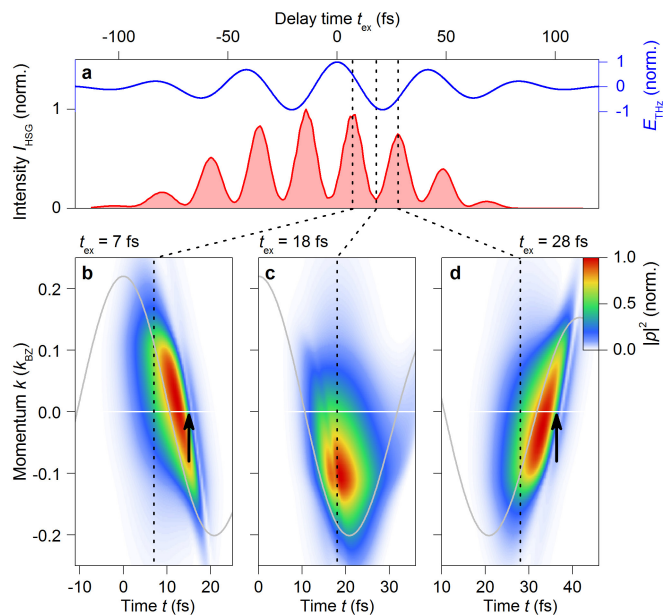 Delay time t_ex (fs)
-100 -50 0 50 100
a
Intensity I_HSG (norm.)
1
0
1
0
-1
E_THz (norm.)
t_ex = 7 fs
t_ex = 18 fs
t_ex = 28 fs
b
c
d
Momentum k (k_BZ)
0.2
0.1
0.0
-0.1
-0.2
1.0
0.5
0.0
|p|² (norm.)
-10 0 10 20
0 10 20 30
10 20 30 40
Time t (fs)
Time t (fs)
Time t (fs)